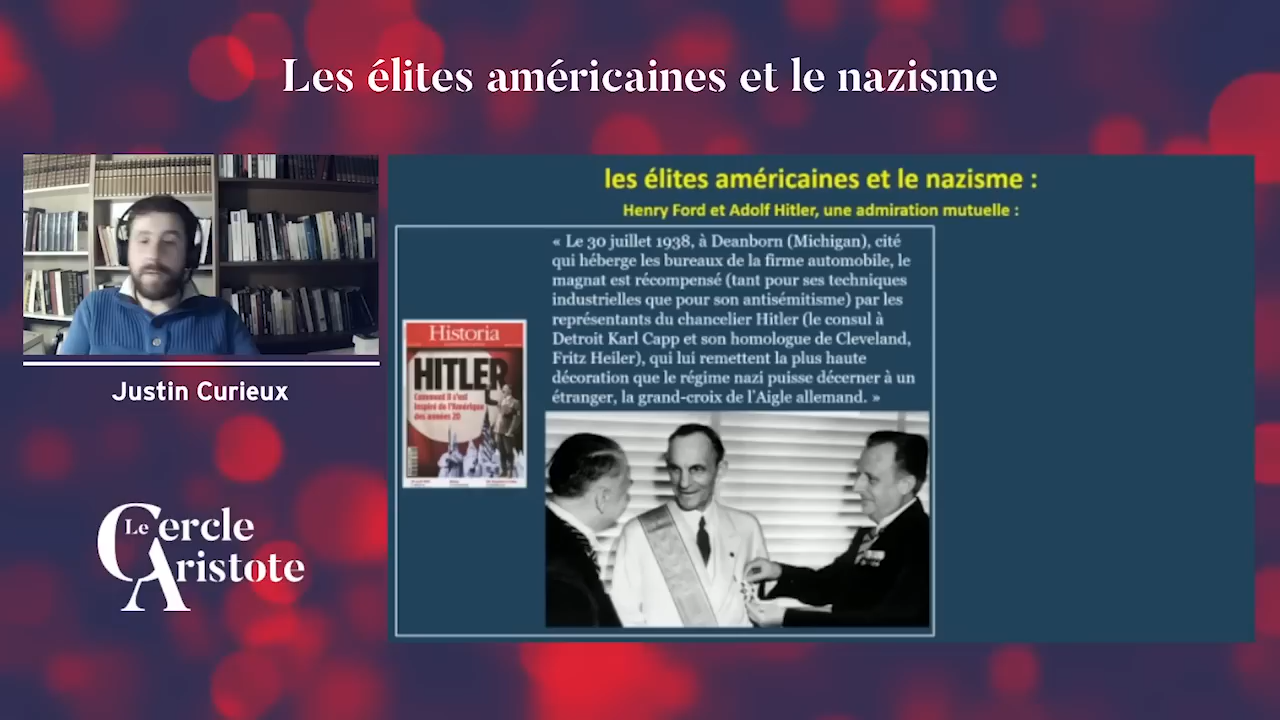 Les élites américaines et le nazisme
les élites américaines et le nazisme :
Henry Ford et Adolf Hitler, une admiration mutuelle :
« Le 30 juillet 1938, à Deanborn (Michigan), cité
qui héberge les bureaux de la firme automobile, le
magnat est récompensé (tant pour ses techniques
industrielles que pour son antisémitisme) par les
représentants du chancelier Hitler (le consul à
Detroit Karl Capp et son homologue de Cleveland,
Fritz Heiler), qui lui remettent la plus haute
décoration que le régime nazi puisse décerner à un
étranger, la grand-croix de l'Aigle allemand. »
Historia
HITLER
Comment il s'est
inspiré de l'Amérique
des années 20
Justin Curieux
Le Cercle
Aristote